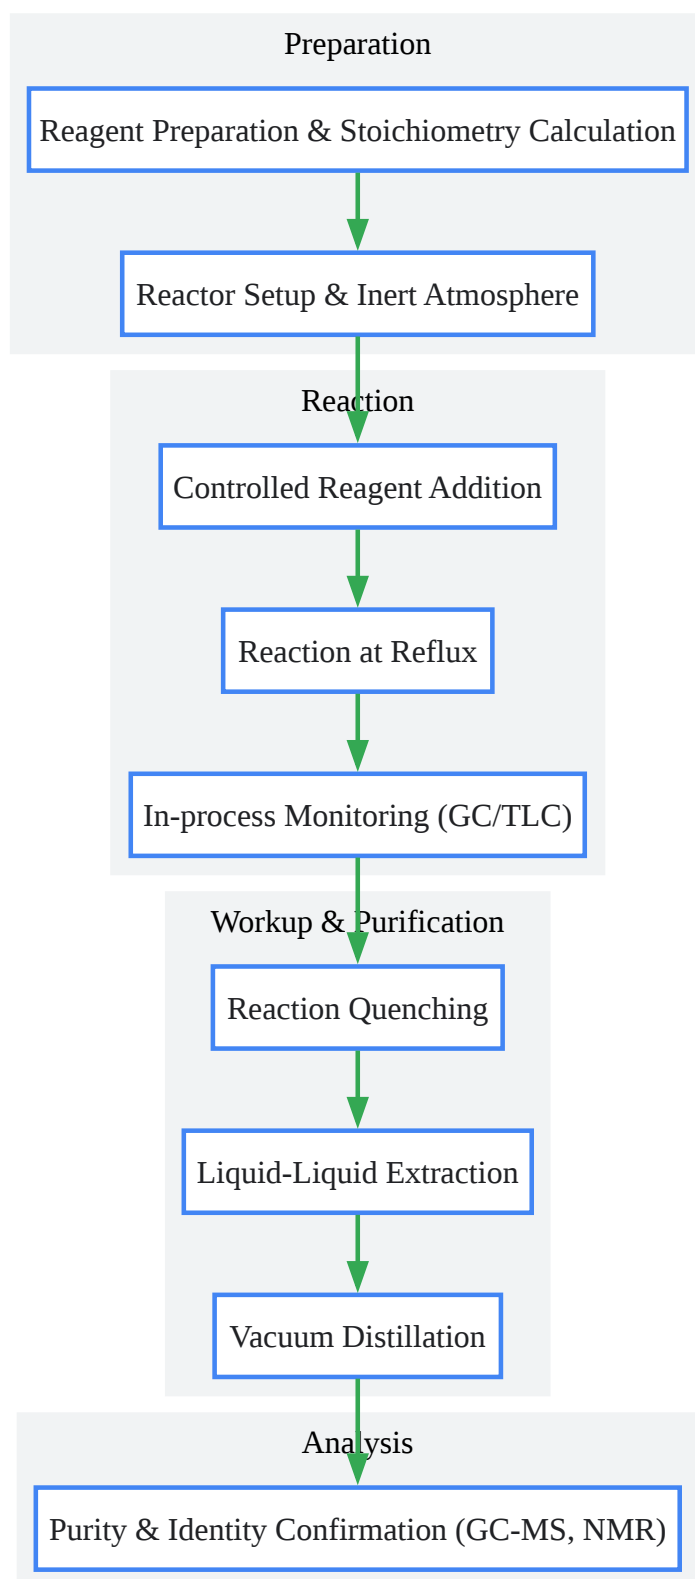 Preparation
Reagent Preparation & Stoichiometry Calculation
Reactor Setup & Inert Atmosphere
Reaction
Controlled Reagent Addition
Reaction at Reflux
In-process Monitoring (GC/TLC)
Workup & Purification
Reaction Quenching
Liquid-Liquid Extraction
Vacuum Distillation
Analysis
Purity & Identity Confirmation (GC-MS, NMR)